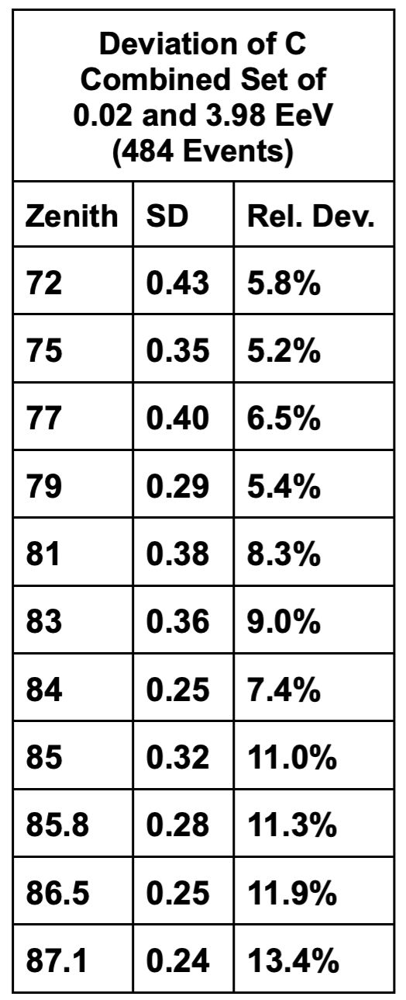 Deviation of C
Combined Set of
0.02 and 3.98 EeV
(484 Events)
Zenith SD Rel. Dev.
72 0.43 5.8%
75 0.35 5.2%
77 0.40 6.5%
79 0.29 5.4%
81 0.38 8.3%
83 0.36 9.0%
84 0.25 7.4%
85 0.32 11.0%
85.8 0.28 11.3%
86.5 0.25 11.9%
87.1 0.24 13.4%